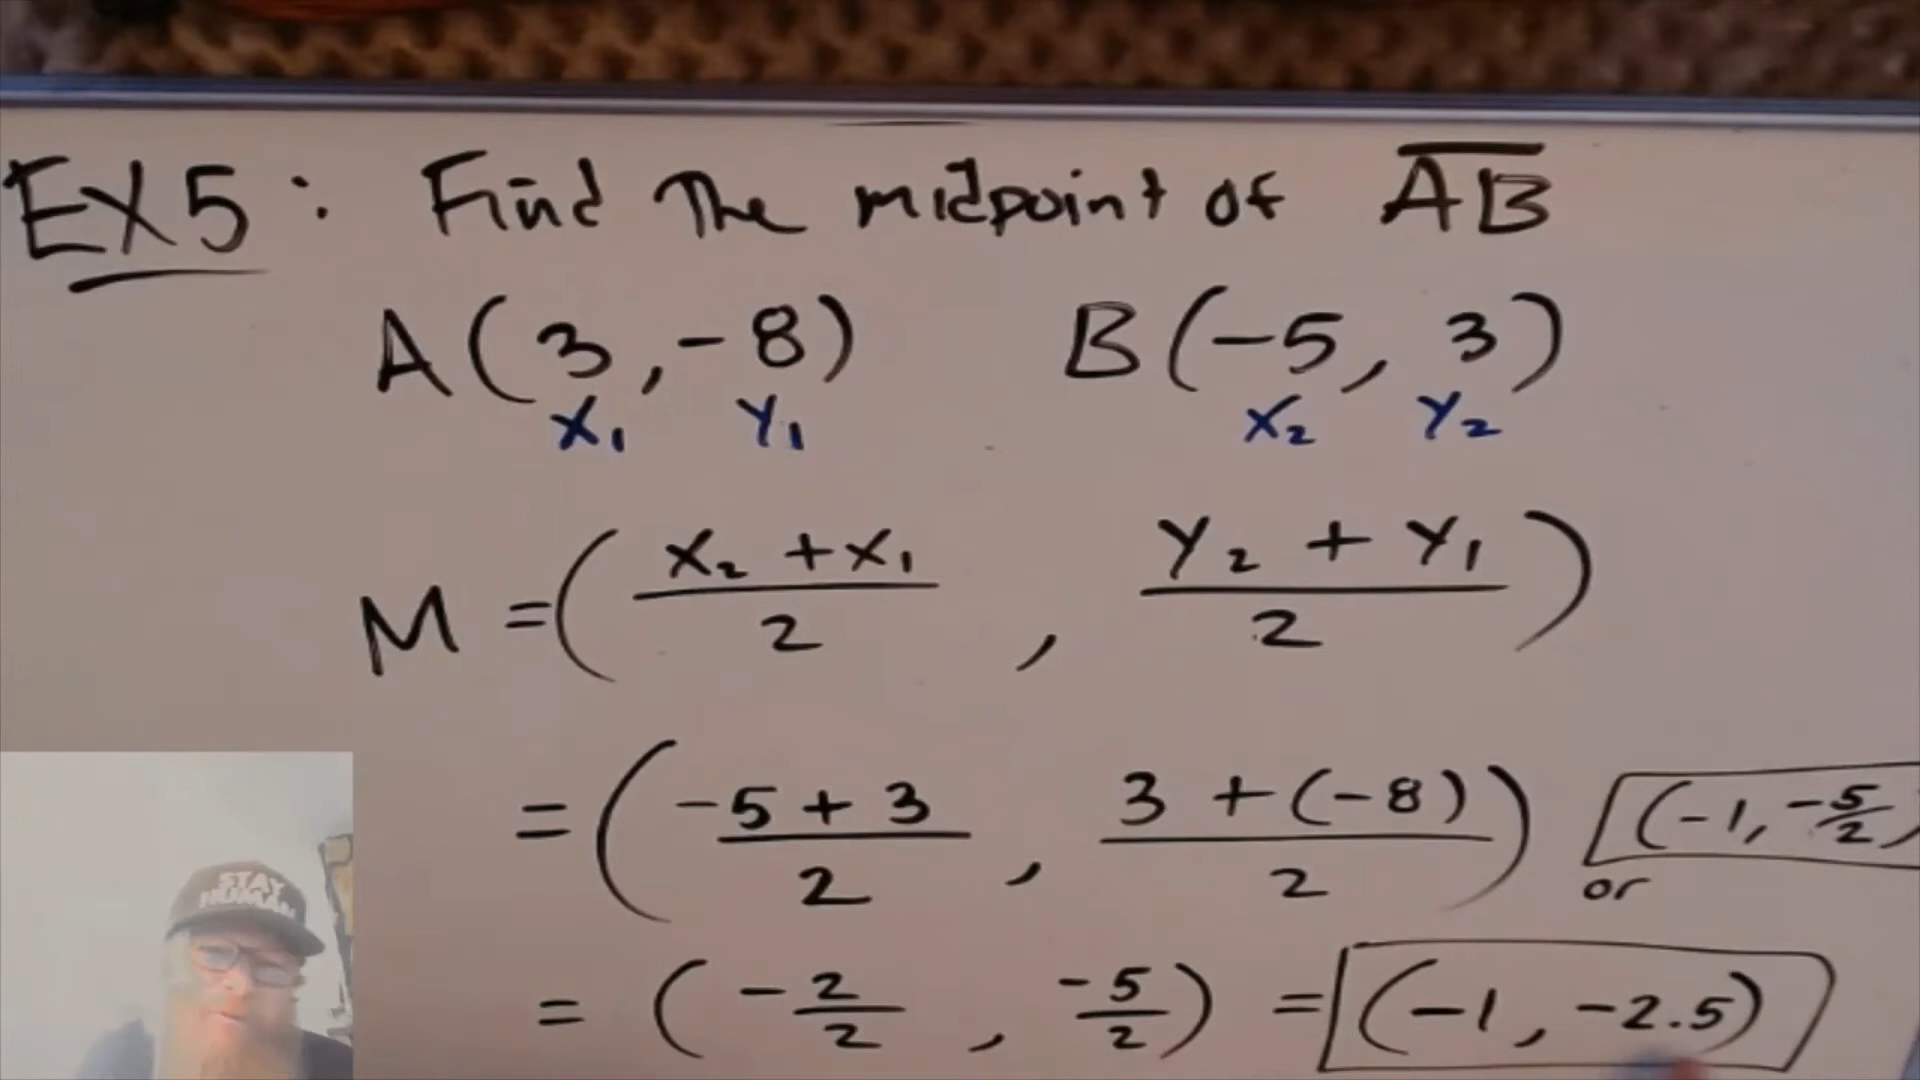 EX5: Find The midpoint of A̅B̅
A(3,-8) B(-5, 3)
X₁ Y₁ X₂ Y₂
M = (X₂ + X₁ / 2 , Y₂ + Y₁ / 2)
= (-5 + 3 / 2 , 3 + (-8) / 2) (-1, -5/2)
or
= (-2/2 , -5/2) = (-1, -2.5)
STAY
HUMAN